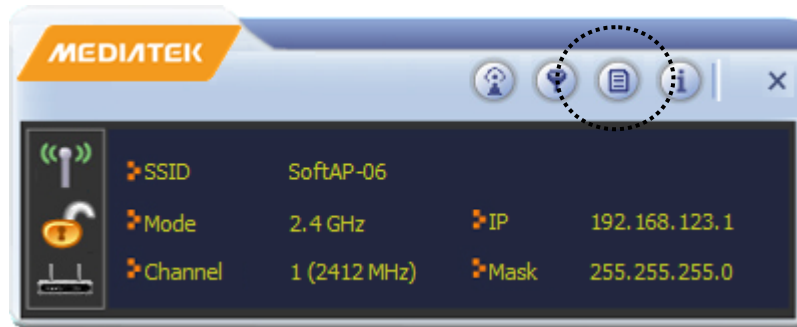 MEDIATEK
SSID SoftAP-06
Mode 2.4 GHz IP 192.168.123.1
Channel 1 (2412 MHz) Mask 255.255.255.0